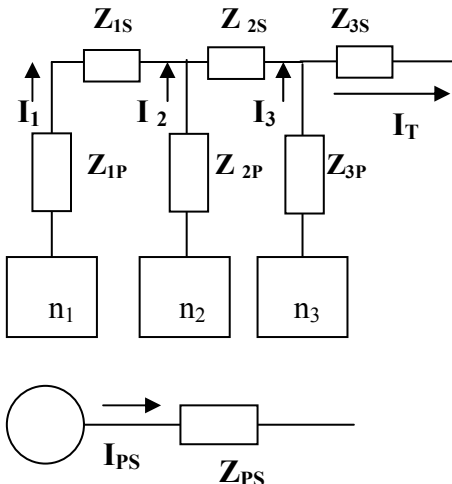 Z1S Z 2S Z3S
I1 I 2 I3 IT
Z1P Z 2P Z3P
n1 n2 n3
IPS
ZPS